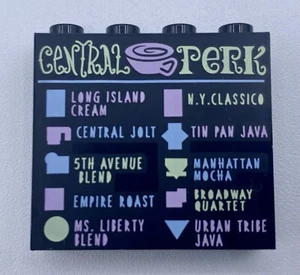 CENTRAL PERK
LONG ISLAND
CREAM
CENTRAL JOLT
5TH AVENUE
BLEND
EMPIRE ROAST
MS. LIBERTY
BLEND
N.Y.CLASSICO
TIN PAN JAVA
MANHATTAN
MOCHA
BROADWAY
QUARTET
URBAN TRIBE
JAVA